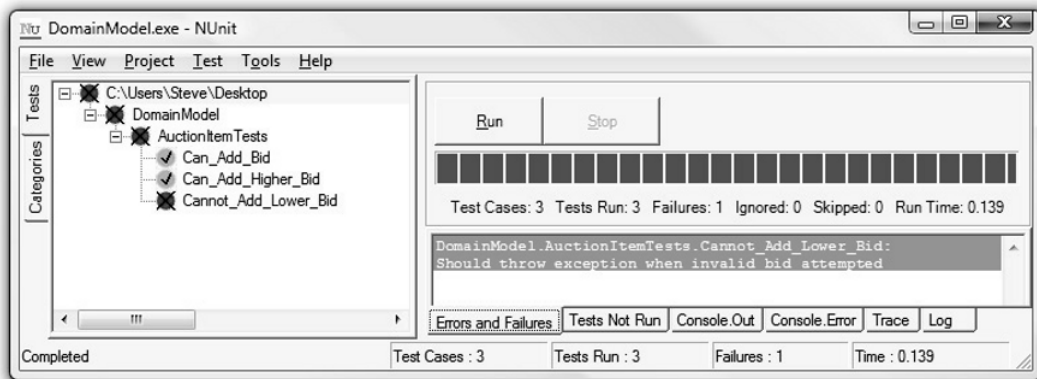 NU DomainModel.exe - NUnit
File View Project Test Tools Help
Tests
Categories
C:\Users\Steve\Desktop
DomainModel
AuctionItemTests
Can_Add_Bid
Can_Add_Higher_Bid
Cannot_Add_Lower_Bid
Run Stop
Test Cases: 3 Tests Run: 3 Failures: 1 Ignored: 0 Skipped: 0 Run Time: 0.139
DomainModel.AuctionItemTests.Cannot_Add_Lower_Bid:
Should throw exception when invalid bid attempted
Errors and Failures Tests Not Run Console.Out Console.Error Trace Log
Completed Test Cases : 3 Tests Run : 3 Failures : 1 Time : 0.139